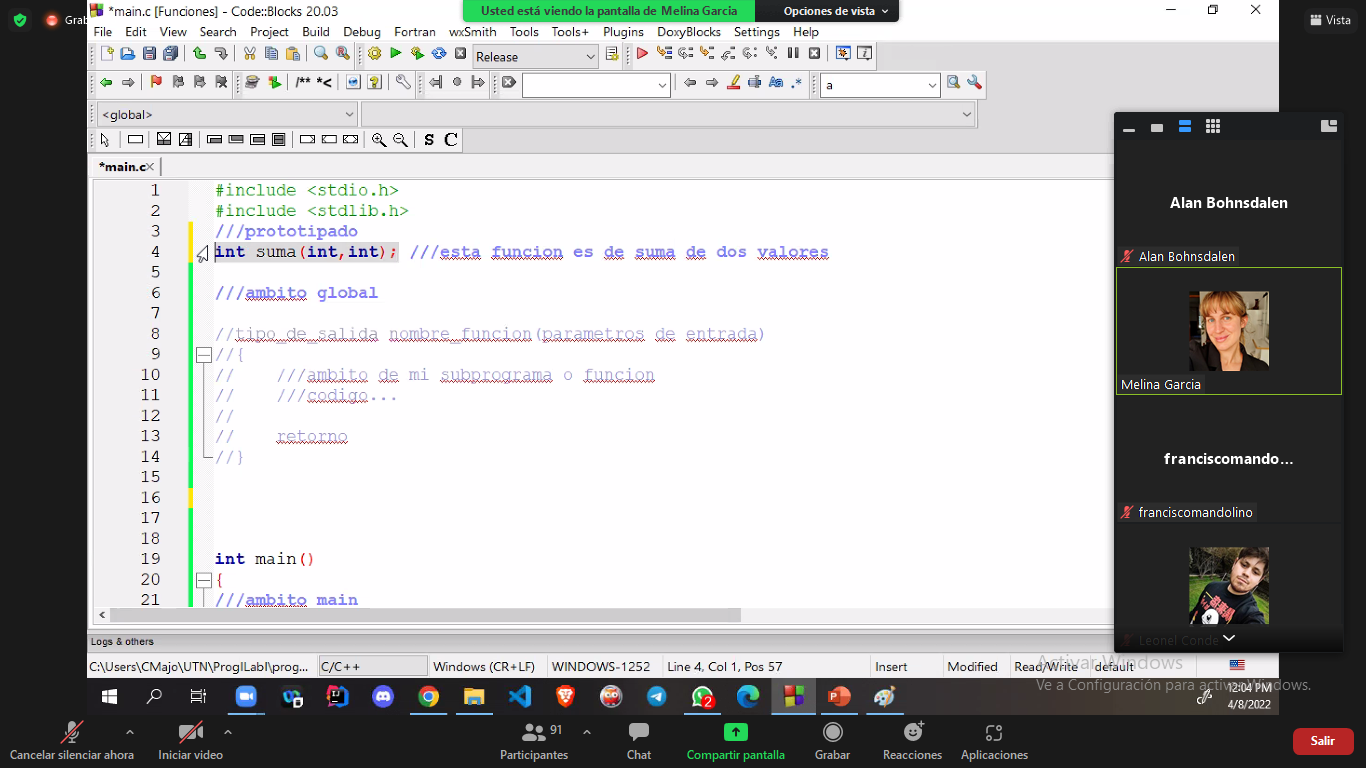 Grab
*main.c [Funciones] - Code::Blocks 20.03
Usted está viendo la pantalla de Melina Garcia
Opciones de vista
Vista
File Edit View Search Project Build Debug Fortran wxSmith Tools Tools+ Plugins DoxyBlocks Settings Help
Release
/** *<
Aa .*
a
<global>
S C
*main.c
1 #include <stdio.h>
2 #include <stdlib.h>
3 ///prototipado
4 int suma(int,int); ///esta funcion es de suma de dos valores
5
6 ///ambito global
7
8 //tipo_de_salida nombre_funcion(parametros de entrada)
9 //{
10 // ///ambito de mi subprograma o funcion
11 // ///codigo...
12 //
13 // retorno
14 //}
15
16
17
18
19 int main()
20 {
21 ///ambito main
Alan Bohnsdalen
Alan Bohnsdalen
Melina Garcia
franciscomando...
franciscomandolino
Leonel Conde
Logs & others
C:\Users\CMajo\UTN\ProgILabI\prog... C/C++ Windows (CR+LF) WINDOWS-1252 Line 4, Col 1, Pos 57 Insert Modified Read/Write default
Activar Windows
Ve a Configuración para activar Windows.
2
12:04 PM
4/8/2022
Cancelar silenciar ahora
Iniciar video
91
Participantes
Chat
Compartir pantalla
Grabar
Reacciones
Aplicaciones
Salir